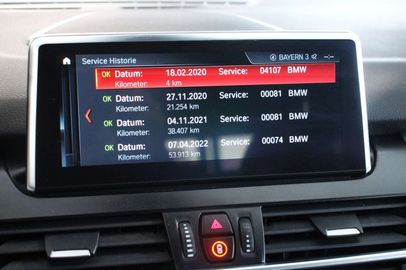 Service Historie
BAYERN 3
--:--
OK Datum: 18.02.2020 Service: 04107 BMW
Kilometer: 4 km
OK Datum: 27.11.2020 Service: 00081 BMW
Kilometer: 21.254 km
OK Datum: 04.11.2021 Service: 00081 BMW
Kilometer: 38.407 km
OK Datum: 07.04.2022 Service: 00074 BMW
Kilometer: 53.913 km